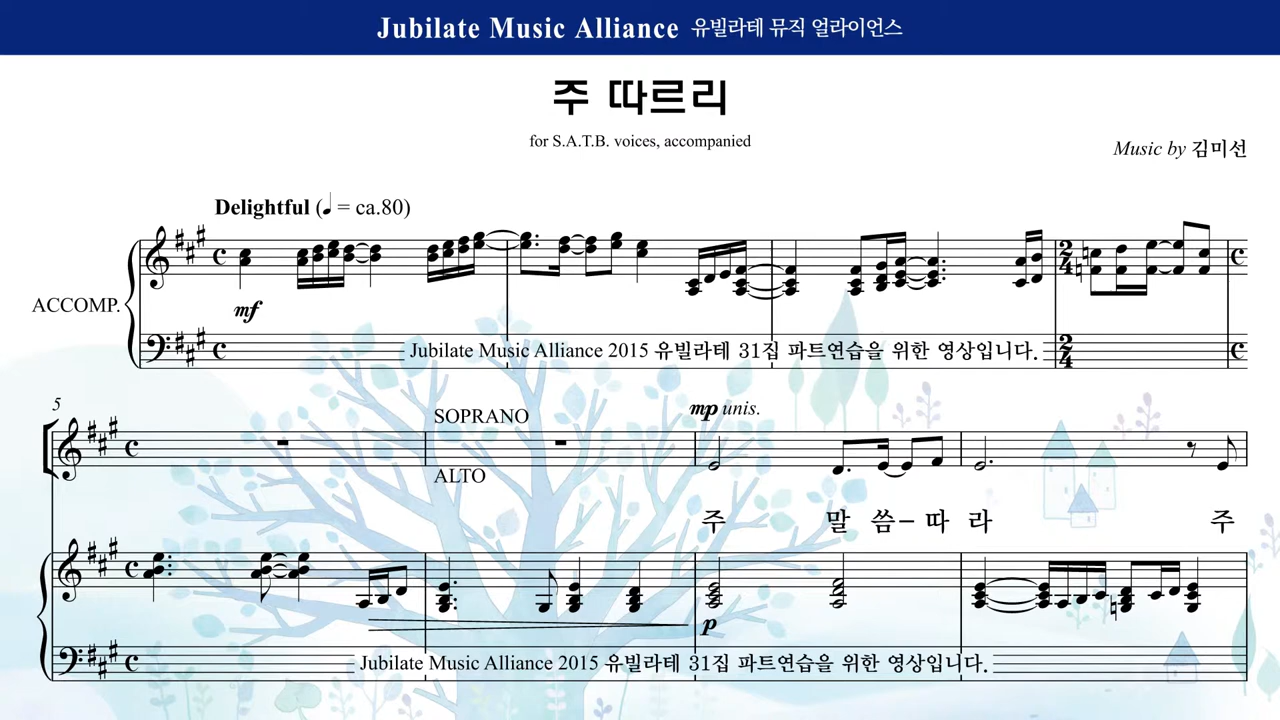 Jubilate Music Alliance 유빌라테 뮤직 얼라이언스
주 따르리
for S.A.T.B. voices, accompanied
Music by 김미선
Delightful (♩ = ca.80)
ACCOMP.
mf
2
4
Jubilate Music Alliance 2015 유빌라테 31집 파트연습을 위한 영상입니다.
2
4
5
SOPRANO
mp unis.
ALTO
주 말 씀– 따 라 주
p
Jubilate Music Alliance 2015 유빌라테 31집 파트연습을 위한 영상입니다.